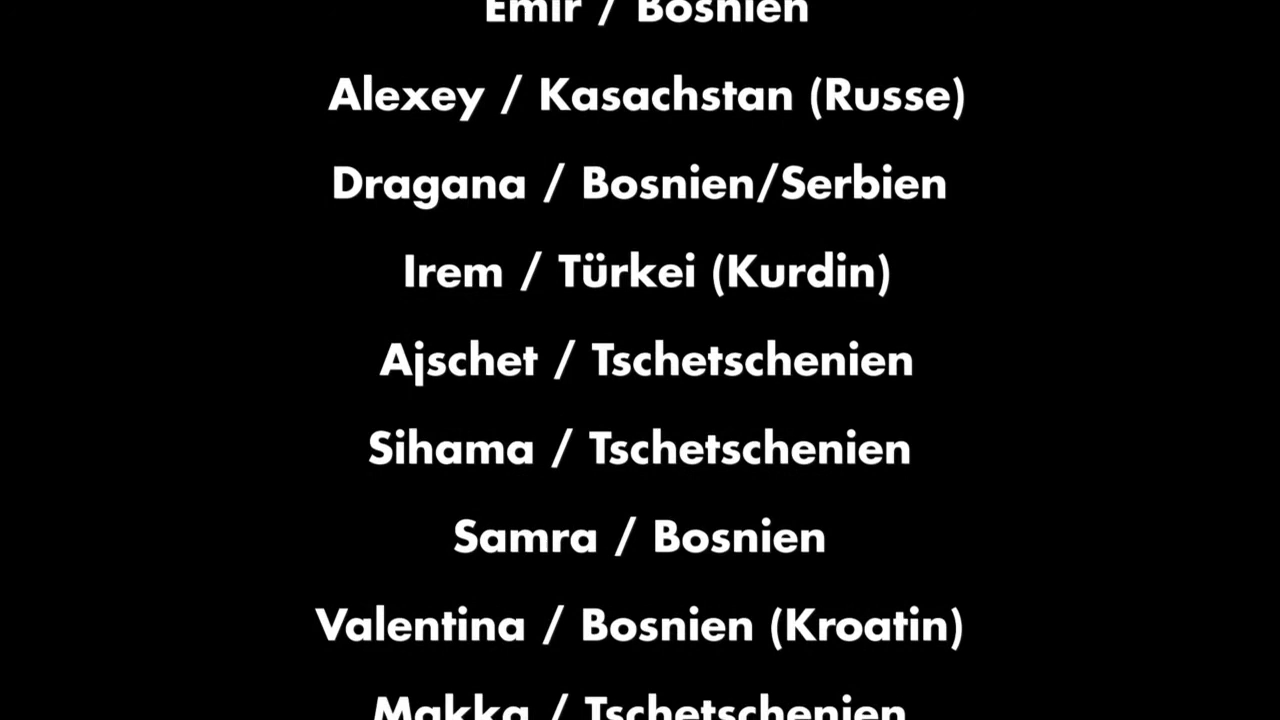 Emir / Bosnien
Alexey / Kasachstan (Russe)
Dragana / Bosnien/Serbien
Irem / Türkei (Kurdin)
Ajschet / Tschetschenien
Sihama / Tschetschenien
Samra / Bosnien
Valentina / Bosnien (Kroatin)
Makka / Tschetschenien